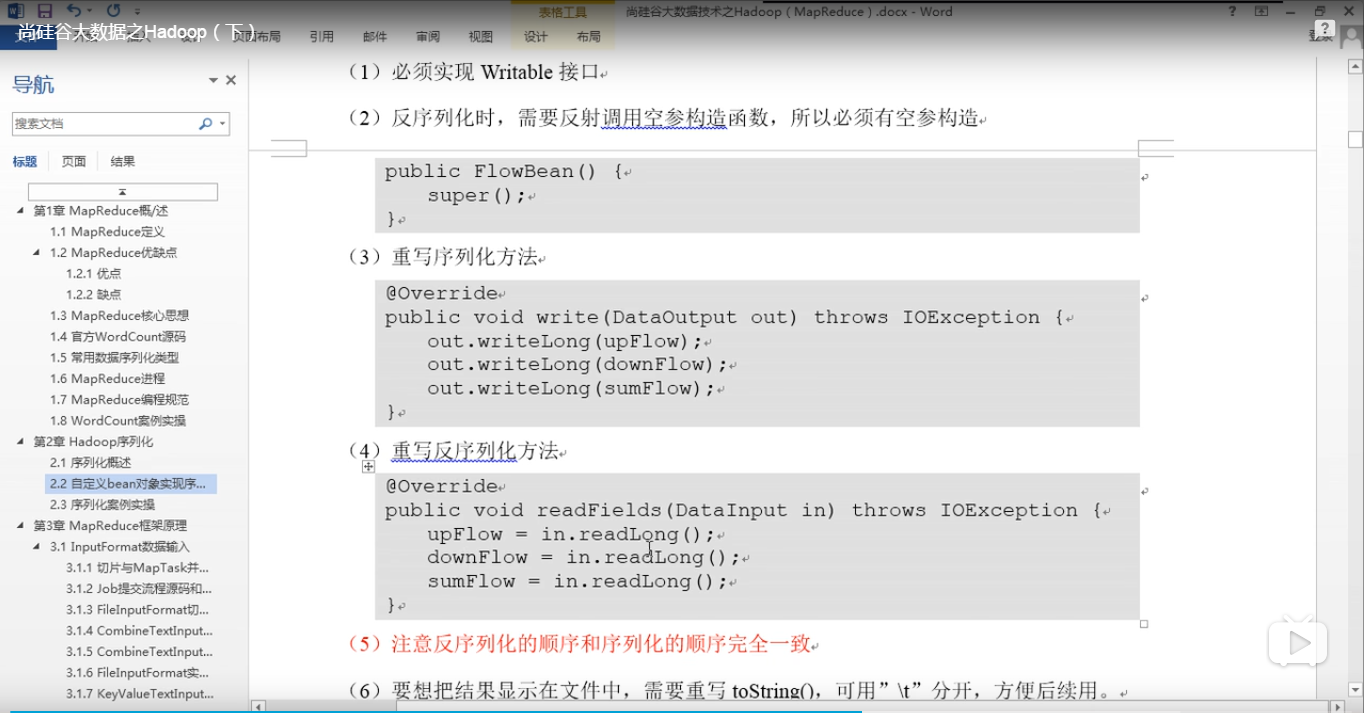 表格工具
尚硅谷大数据技术之Hadoop（MapReduce）.docx - Word
尚硅谷大数据之Hadoop（下）
页面布局 引用 邮件 审阅 视图 设计 布局
导航
搜索文档
标题 页面 结果
第1章 MapReduce概/述
1.1 MapReduce定义
1.2 MapReduce优缺点
1.2.1 优点
1.2.2 缺点
1.3 MapReduce核心思想
1.4 官方WordCount源码
1.5 常用数据序列化类型
1.6 MapReduce进程
1.7 MapReduce编程规范
1.8 WordCount案例实操
第2章 Hadoop序列化
2.1 序列化概述
2.2 自定义bean对象实现序...
2.3 序列化案例实操
第3章 MapReduce框架原理
3.1 InputFormat数据输入
3.1.1 切片与MapTask并...
3.1.2 Job提交流程源码和...
3.1.3 FileInputFormat切...
3.1.4 CombineTextInput...
3.1.5 CombineTextInput...
3.1.6 FileInputFormat实...
3.1.7 KeyValueTextInput...
（1）必须实现 Writable 接口
（2）反序列化时，需要反射调用空参构造函数，所以必须有空参构造
public FlowBean() {
super();
}
（3）重写序列化方法
@Override
public void write(DataOutput out) throws IOException {
out.writeLong(upFlow);
out.writeLong(downFlow);
out.writeLong(sumFlow);
}
（4）重写反序列化方法
@Override
public void readFields(DataInput in) throws IOException {
upFlow = in.readLong();
downFlow = in.readLong();
sumFlow = in.readLong();
}
（5）注意反序列化的顺序和序列化的顺序完全一致
（6）要想把结果显示在文件中，需要重写 toString()，可用”\t”分开，方便后续用。